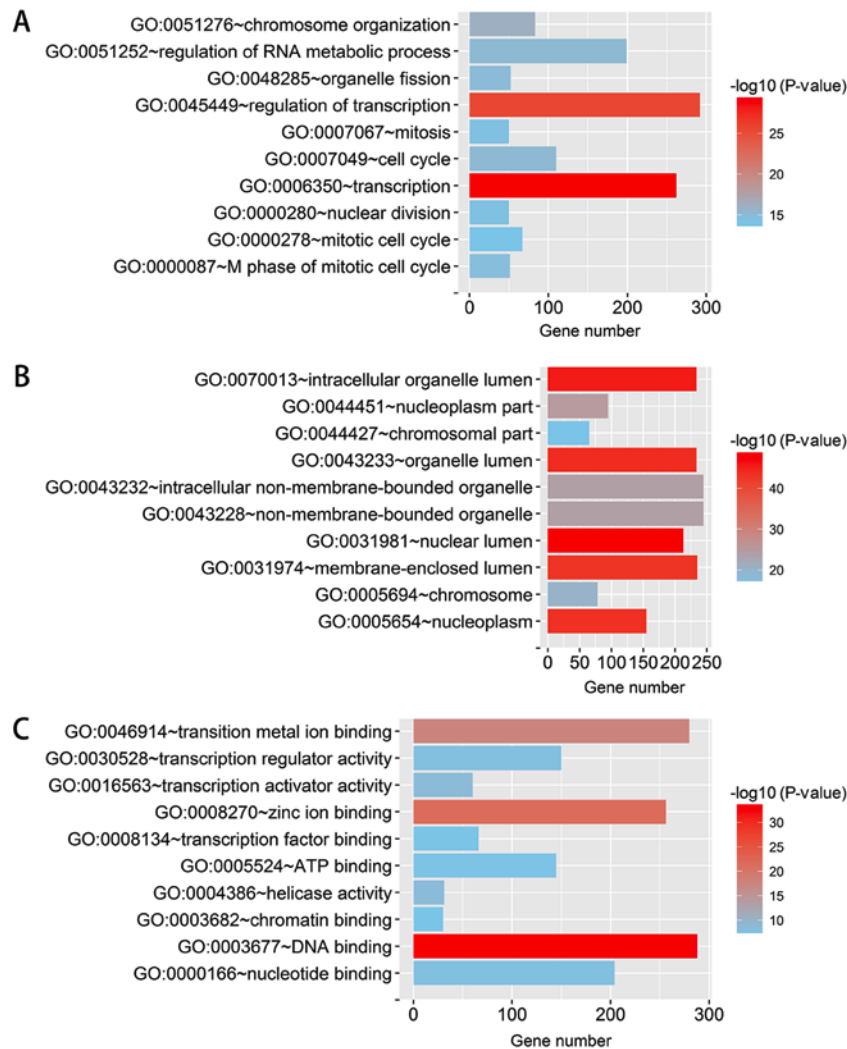 A
GO:0051276~chromosome organization
GO:0051252~regulation of RNA metabolic process
GO:0048285~organelle fission
GO:0045449~regulation of transcription
GO:0007067~mitosis
GO:0007049~cell cycle
GO:0006350~transcription
GO:0000280~nuclear division
GO:0000278~mitotic cell cycle
GO:0000087~M phase of mitotic cell cycle
0 100 200 300
Gene number
-log10 (P-value)
25
20
15
B
GO:0070013~intracellular organelle lumen
GO:0044451~nucleoplasm part
GO:0044427~chromosomal part
GO:0043233~organelle lumen
GO:0043232~intracellular non-membrane-bounded organelle
GO:0043228~non-membrane-bounded organelle
GO:0031981~nuclear lumen
GO:0031974~membrane-enclosed lumen
GO:0005694~chromosome
GO:0005654~nucleoplasm
0 50 100 150 200 250
Gene number
-log10 (P-value)
40
30
20
C
GO:0046914~transition metal ion binding
GO:0030528~transcription regulator activity
GO:0016563~transcription activator activity
GO:0008270~zinc ion binding
GO:0008134~transcription factor binding
GO:0005524~ATP binding
GO:0004386~helicase activity
GO:0003682~chromatin binding
GO:0003677~DNA binding
GO:0000166~nucleotide binding
0 100 200 300
Gene number
-log10 (P-value)
30
25
20
15
10